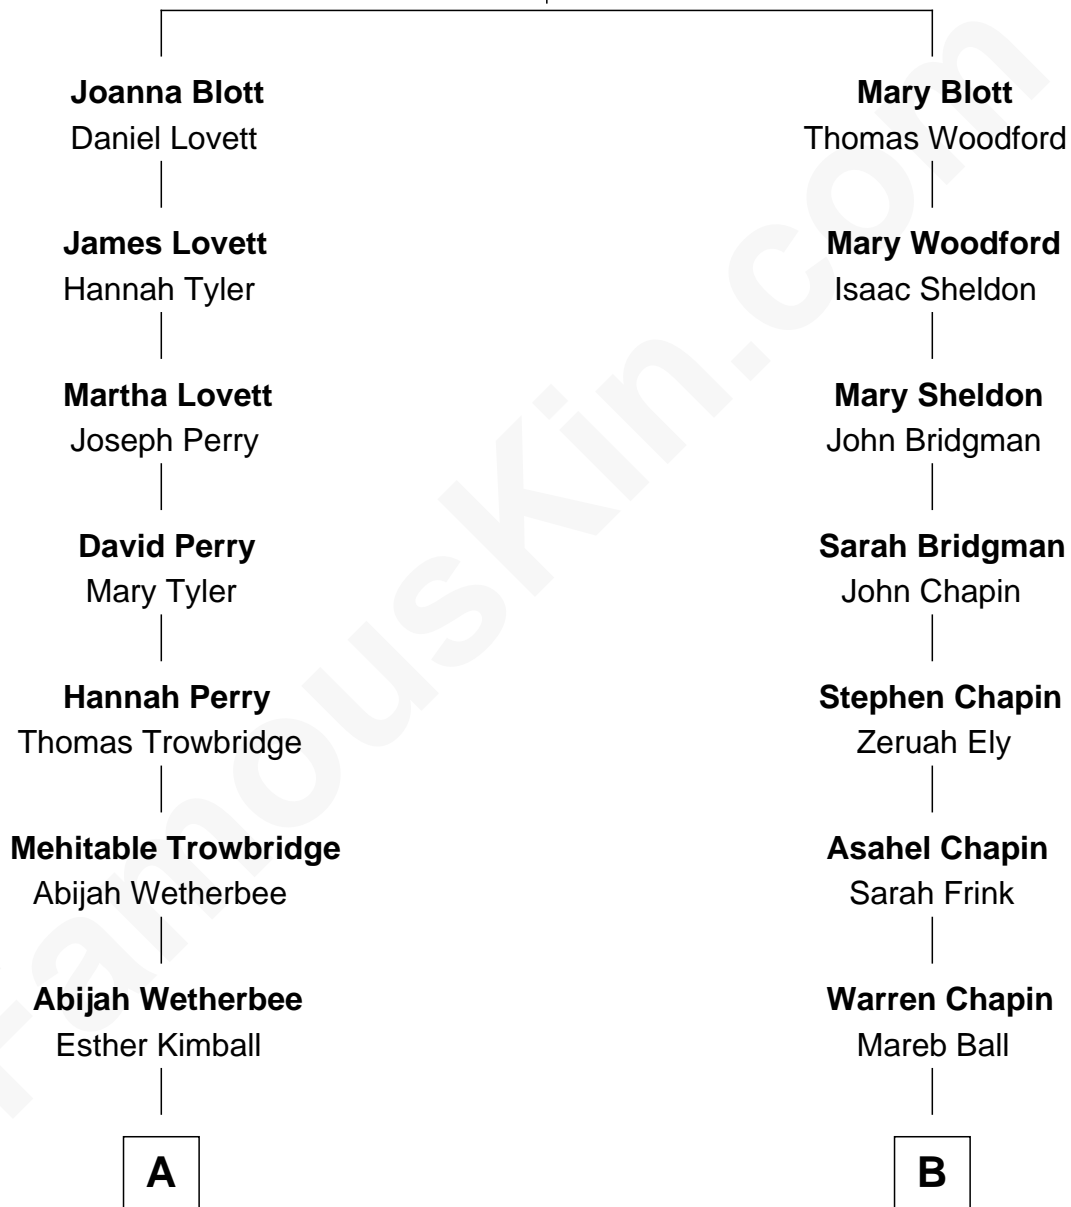 Joanna Blott
Daniel Lovett
James Lovett
Hannah Tyler
Martha Lovett
Joseph Perry
David Perry
Mary Tyler
Hannah Perry
Thomas Trowbridge
Mehitable Trowbridge
Abijah Wetherbee
Abijah Wetherbee
Esther Kimball
A
Mary Blott
Thomas Woodford
Mary Woodford
Isaac Sheldon
Mary Sheldon
John Bridgman
Sarah Bridgman
John Chapin
Stephen Chapin
Zeruah Ely
Asahel Chapin
Sarah Frink
Warren Chapin
Mareb Ball
B
FamousKin.com